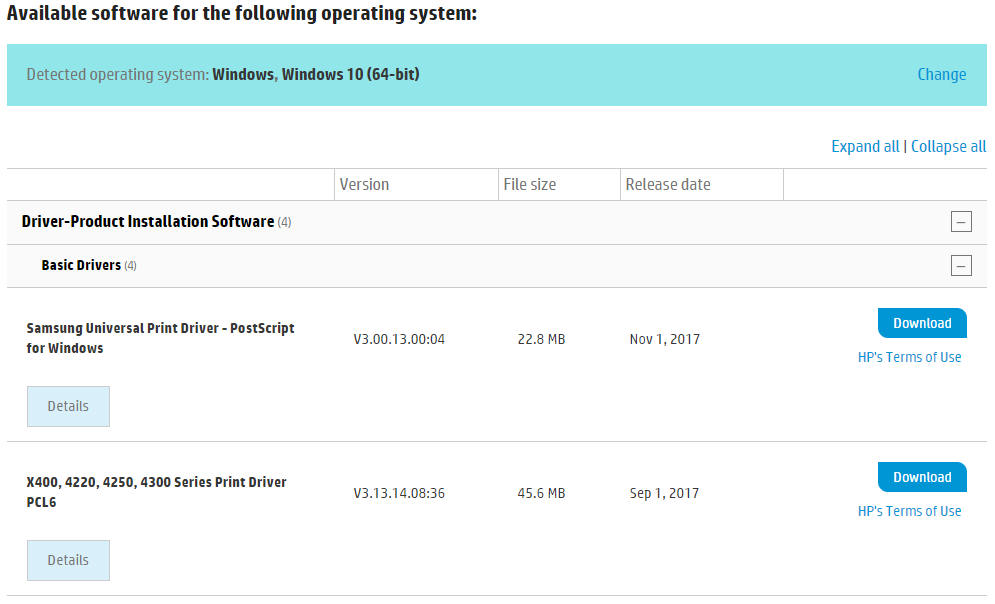 Available software for the following operating system:
Detected operating system: Windows, Windows 10 (64-bit)
Change
Expand all | Collapse all
Version
File size
Release date
Driver-Product Installation Software (4)
Basic Drivers (4)
Samsung Universal Print Driver - PostScript
for Windows
V3.00.13.00:04
22.8 MB
Nov 1, 2017
Download
HP's Terms of Use
Details
X400, 4220, 4250, 4300 Series Print Driver
PCL6
V3.13.14.08:36
45.6 MB
Sep 1, 2017
Download
HP's Terms of Use
Details